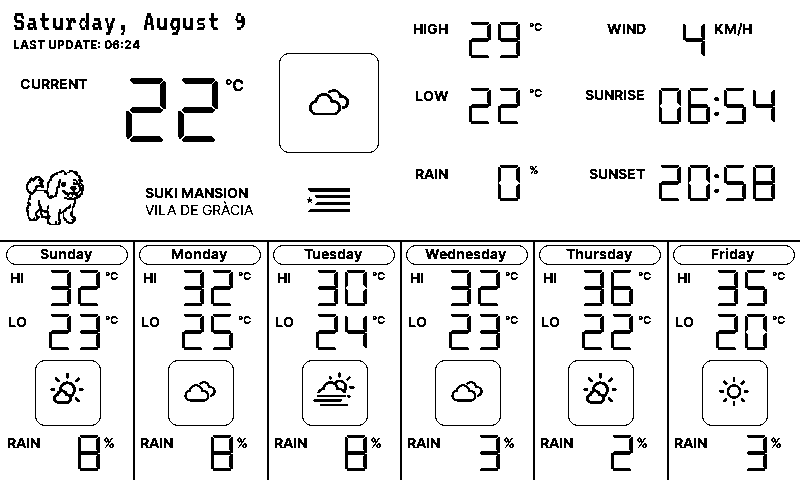 Saturday, August 9
LAST UPDATE: 06:24
CURRENT 22 °C
HIGH 29 °C
WIND 4 KM/H
LOW 22 °C
SUNRISE 06:54
RAIN 0 %
SUNSET 20:58
SUKI MANSION
VILA DE GRÀCIA
Sunday
HI 32 °C
LO 23 °C
RAIN 8 %
Monday
HI 32 °C
LO 25 °C
RAIN 8 %
Tuesday
HI 30 °C
LO 24 °C
RAIN 8 %
Wednesday
HI 32 °C
LO 23 °C
RAIN 3 %
Thursday
HI 36 °C
LO 22 °C
RAIN 2 %
Friday
HI 35 °C
LO 20 °C
RAIN 3 %